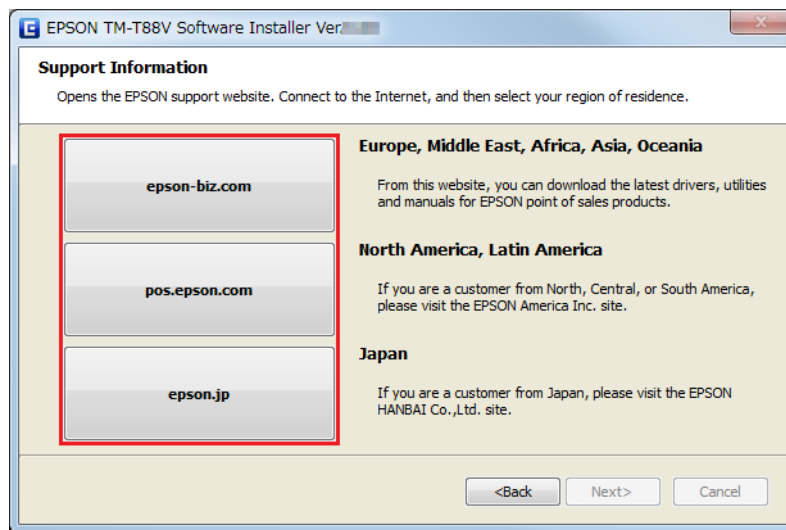 EPSON TM-T88V Software Installer Ver.
Support Information
Opens the EPSON support website. Connect to the Internet, and then select your region of residence.
epson-biz.com
Europe, Middle East, Africa, Asia, Oceania
From this website, you can download the latest drivers, utilities
and manuals for EPSON point of sales products.
pos.epson.com
North America, Latin America
If you are a customer from North, Central, or South America,
please visit the EPSON America Inc. site.
epson.jp
Japan
If you are a customer from Japan, please visit the EPSON
HANBAI Co.,Ltd. site.
<Back Next> Cancel